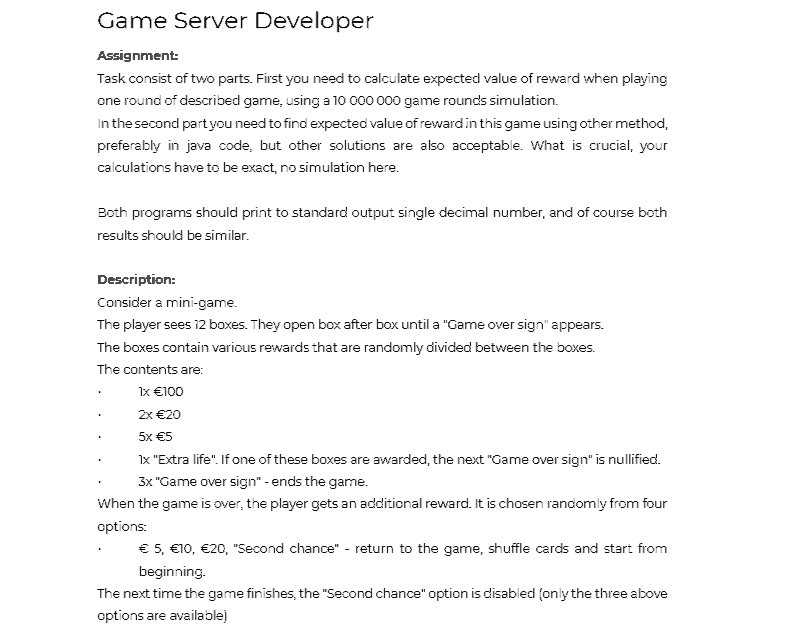 Game Server Developer
Assignment:
Task consist of two parts. First you need to calculate expected value of reward when playing
one round of described game, using a 10 000 000 game rounds simulation.
In the second part you need to find expected value of reward in this game using other method,
preferably in java code, but other solutions are also acceptable. What is crucial, your
calculations have to be exact, no simulation here.
Both programs should print to standard output single decimal number, and of course both
results should be similar.
Description:
Consider a mini-game.
The player sees 12 boxes. They open box after box until a "Game over sign" appears.
The boxes contain various rewards that are randomly divided between the boxes.
The contents are:
· 1x €100
· 2x €20
· 5x €5
· 1x "Extra life". If one of these boxes are awarded, the next "Game over sign" is nullified.
· 3x "Game over sign" - ends the game.
When the game is over, the player gets an additional reward. It is chosen randomly from four
options:
· € 5, €10, €20, "Second chance" - return to the game, shuffle cards and start from
beginning.
The next time the game finishes, the "Second chance" option is disabled (only the three above
options are available)